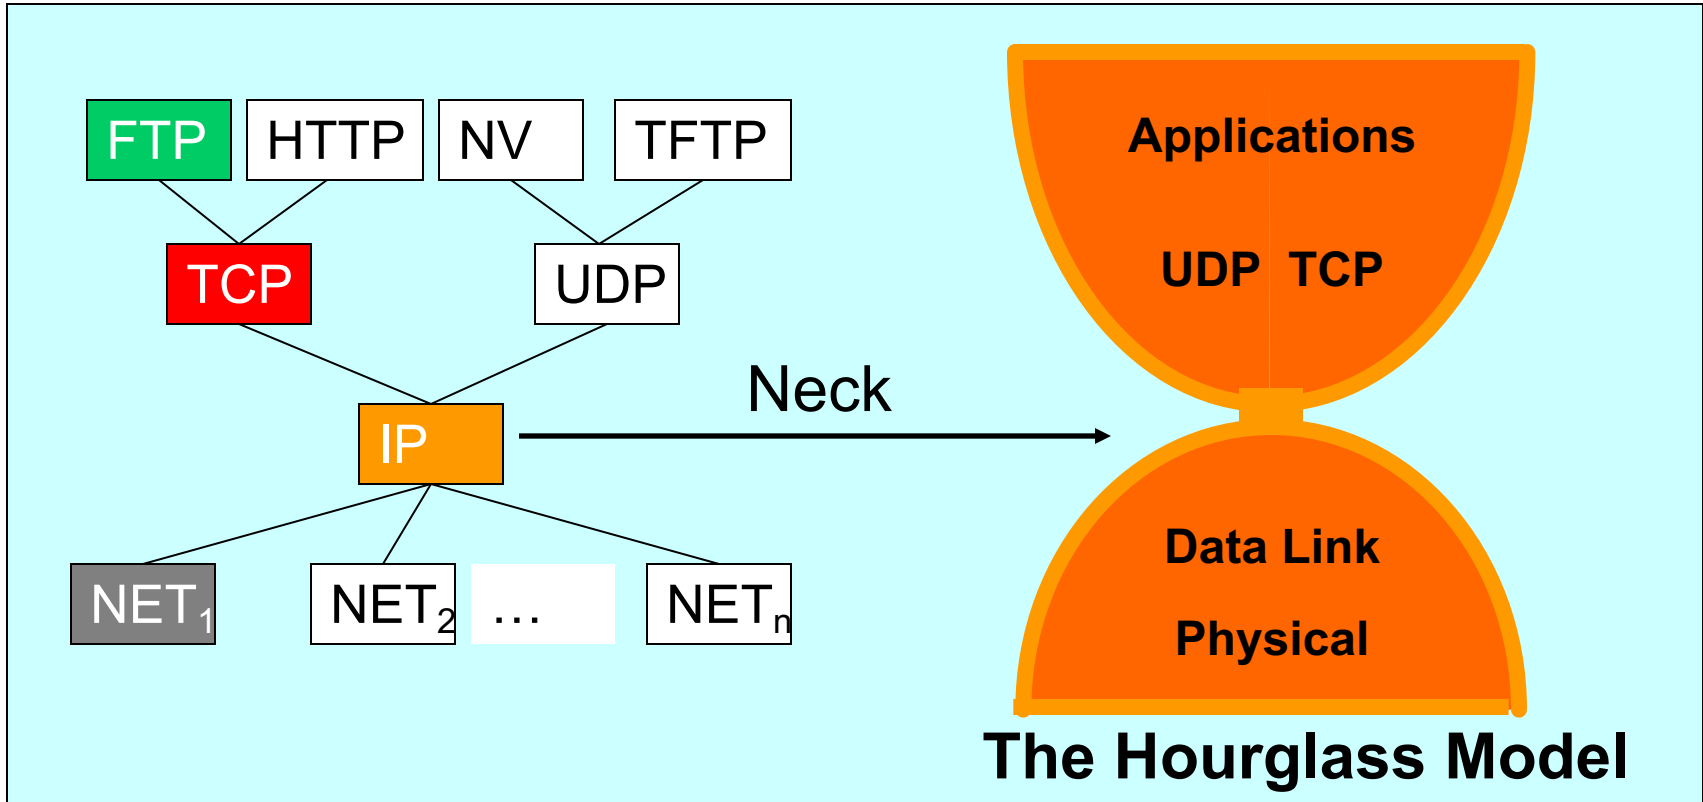 FTP HTTP NV TFTP
TCP UDP
IP
Neck
NET1 NET2 … NETn
Applications
UDP TCP
Data Link
Physical
The Hourglass Model